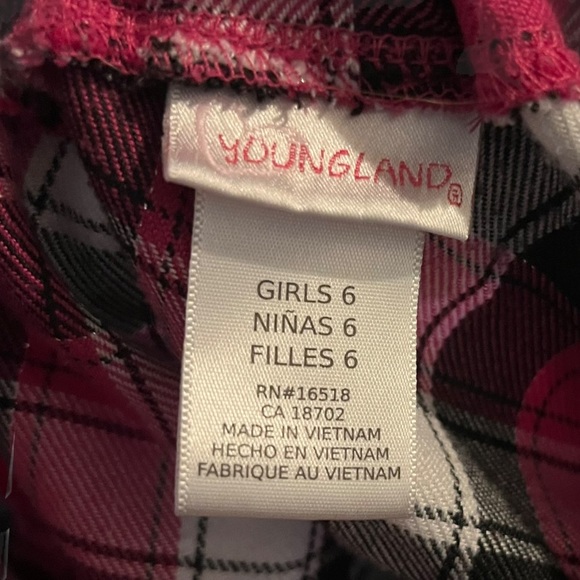 YOUNGLAND®
GIRLS 6
NIÑAS 6
FILLES 6
RN#16518
CA 18702
MADE IN VIETNAM
HECHO EN VIETNAM
FABRIQUE AU VIETNAM